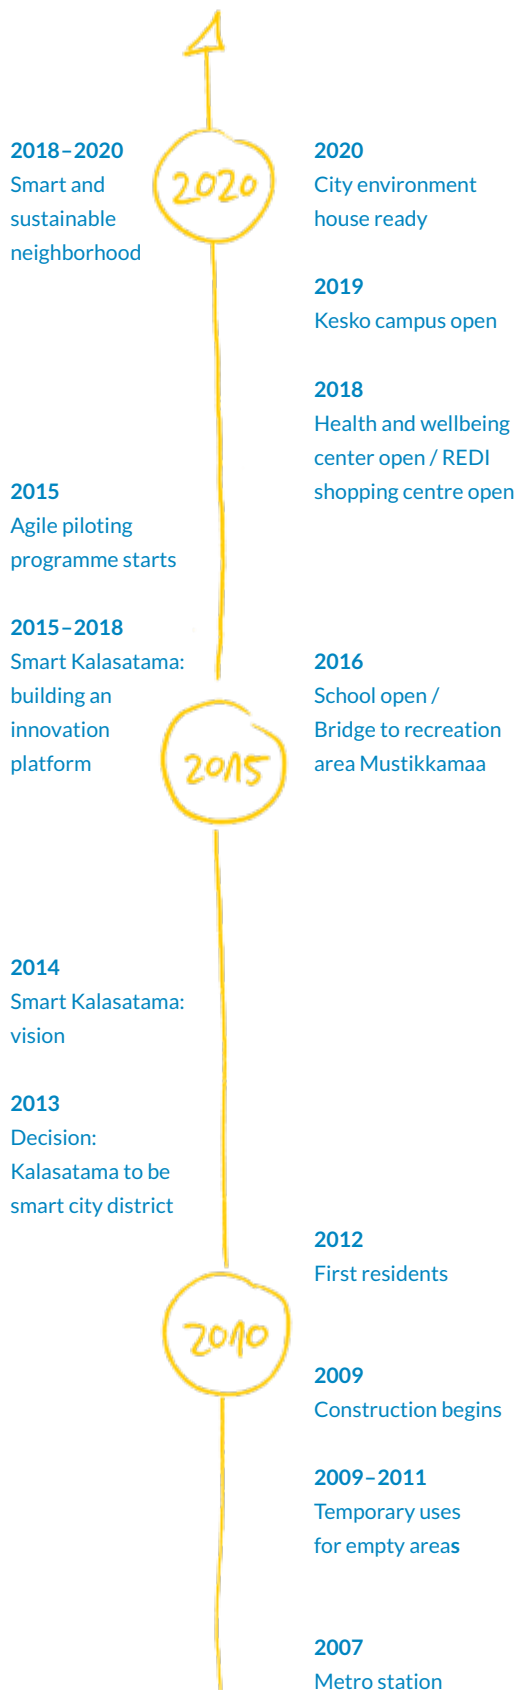 2018–2020
Smart and
sustainable
neighborhood
2020
2020
City environment
house ready
2019
Kesko campus open
2018
Health and wellbeing
center open / REDI
shopping centre open
2015
Agile piloting
programme starts
2015–2018
Smart Kalasatama:
building an
innovation
platform
2015
2016
School open /
Bridge to recreation
area Mustikkamaa
2014
Smart Kalasatama:
vision
2013
Decision:
Kalasatama to be
smart city district
2010
2012
First residents
2009
Construction begins
2009–2011
Temporary uses
for empty areas
2007
Metro station